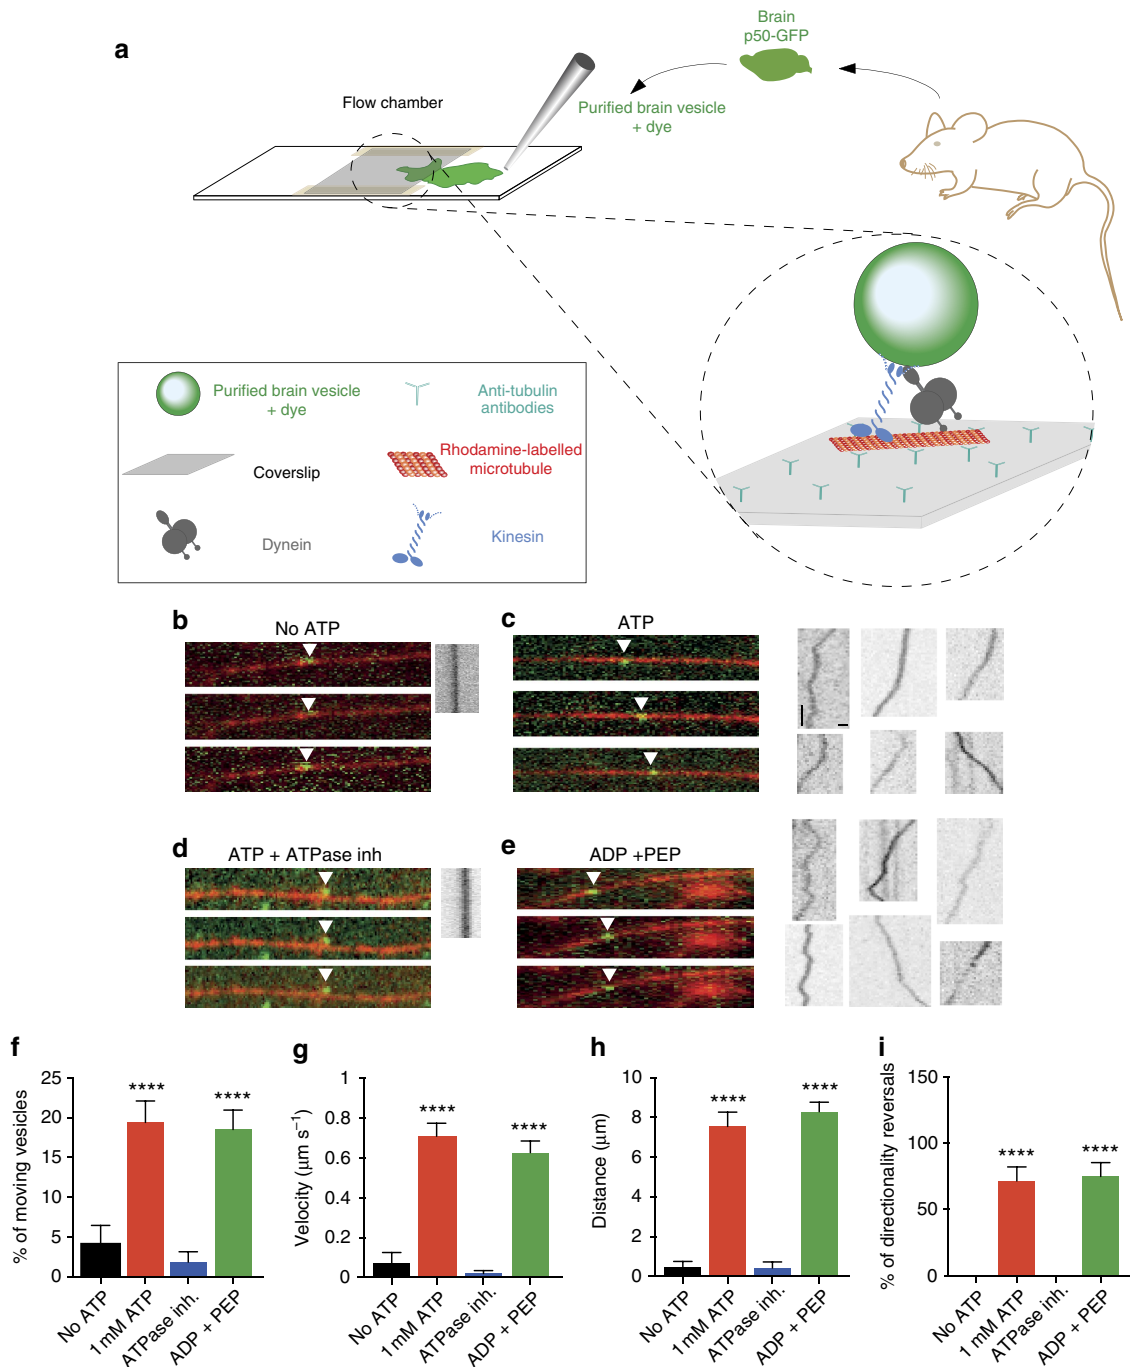 a
Brain
p50-GFP
Flow chamber
Purified brain vesicle
+ dye
Purified brain vesicle
+ dye
Anti-tubulin
antibodies
Coverslip
Rhodamine-labelled
microtubule
Dynein
Kinesin
b
No ATP
c
ATP
d
ATP + ATPase inh
e
ADP +PEP
f
% of moving vesicles
25
20
15
10
5
0
****
****
No ATP
1 mM ATP
ATPase inh.
ADP + PEP
g
Velocity (μm s−1)
1
0.8
0.6
0.4
0.2
0
****
****
No ATP
1 mM ATP
ATPase inh.
ADP + PEP
h
Distance (μm)
10
8
6
4
2
0
****
****
No ATP
1 mM ATP
ATPase inh.
ADP + PEP
i
% of directionality reversals
150
100
50
0
****
****
No ATP
1 mM ATP
ATPase inh.
ADP + PEP